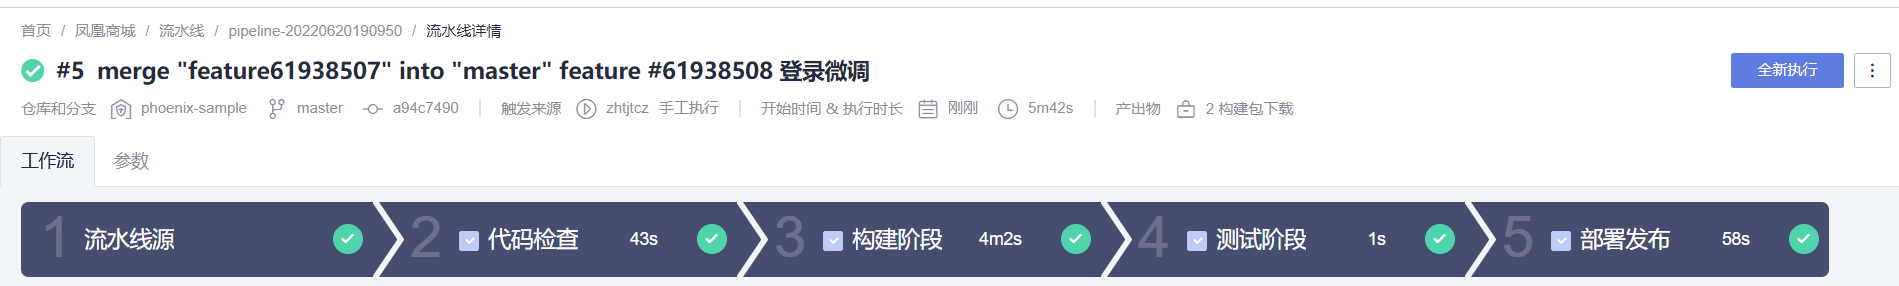 首页 / 凤凰商城 / 流水线 / pipeline-20220620190950 / 流水线详情
#5 merge "feature61938507" into "master" feature #61938508 登录微调
全新执行
仓库和分支 phoenix-sample master a94c7490 触发来源 zhtjtcz 手工执行 开始时间 & 执行时长 刚刚 5m42s 产出物 2 构建包下载
工作流 参数
1 流水线源 2 代码检查 43s 3 构建阶段 4m2s 4 测试阶段 1s 5 部署发布 58s